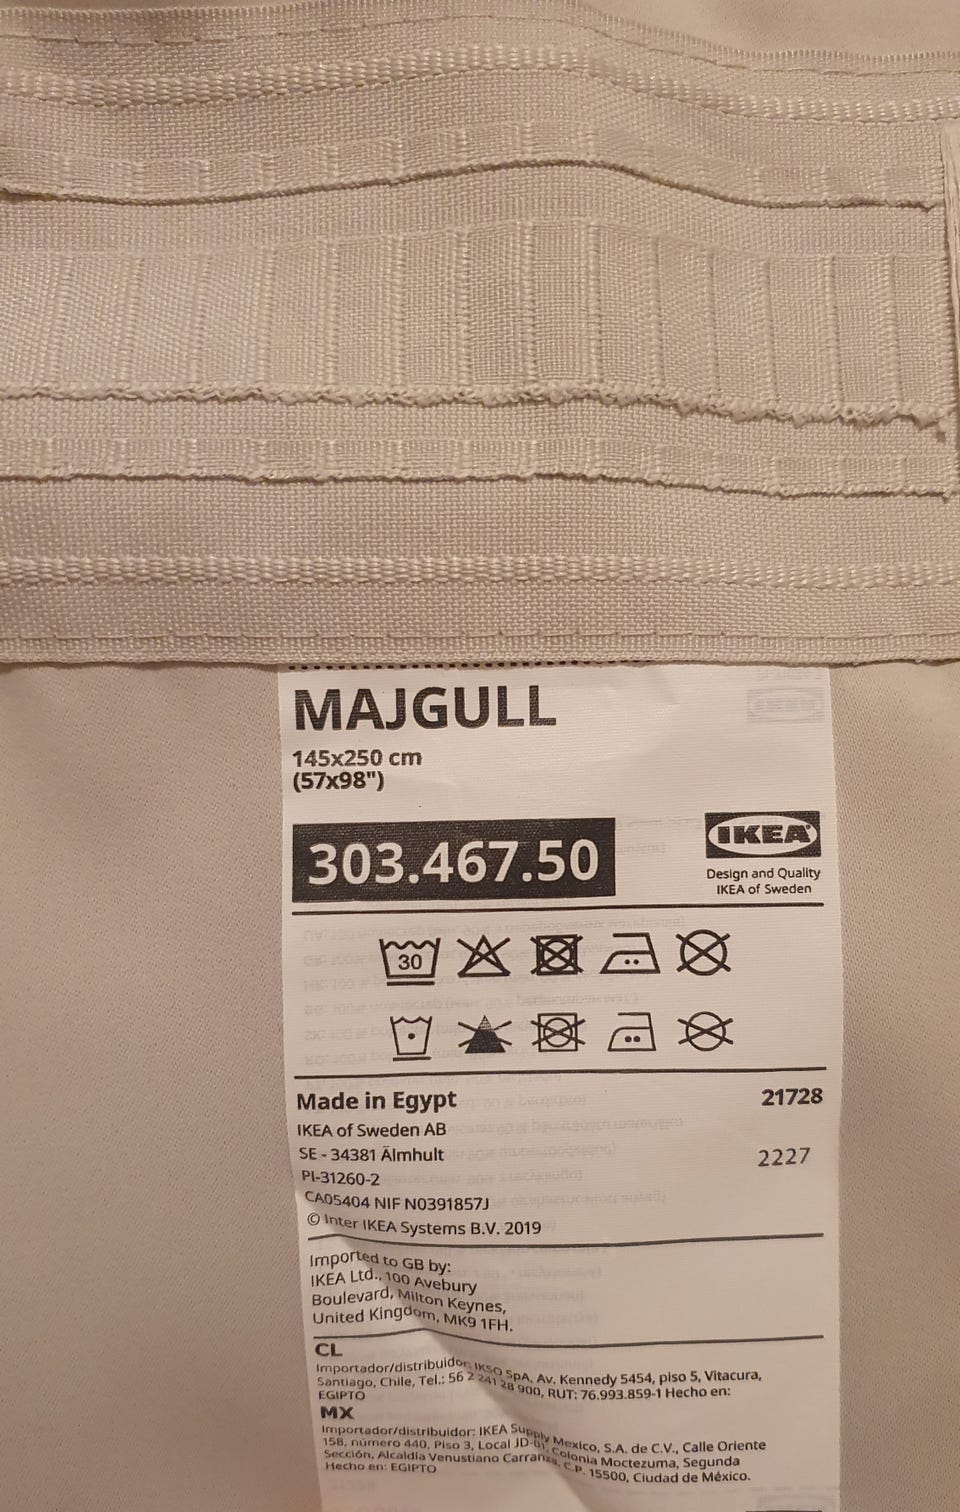 MAJGULL
145x250 cm
(57x98")
303.467.50
IKEA
Design and Quality
IKEA of Sweden
30
Made in Egypt
21728
IKEA of Sweden AB
SE - 34381 Älmhult
2227
PI-31260-2
CA05404 NIF N0391857J
© Inter IKEA Systems B.V. 2019
Imported to GB by:
IKEA Ltd., 100 Avebury
Boulevard, Milton Keynes,
United Kingdom, MK9 1FH.
CL
Importador/distribuidor: IKSO SpA. Av. Kennedy 5454, piso 5, Vitacura,
Santiago, Chile, Tel.: 56 2 241 28 900, RUT: 76.993.859-1 Hecho en:
EGIPTO
MX
Importador/distribuidor: IKEA Supply Mexico, S.A. de C.V., Calle Oriente
158, número 440, Piso 3, Local JD-01, Colonia Moctezuma, Segunda
Sección, Alcaldía Venustiano Carranza, C.P. 15500, Ciudad de México.
Hecho en: EGIPTO